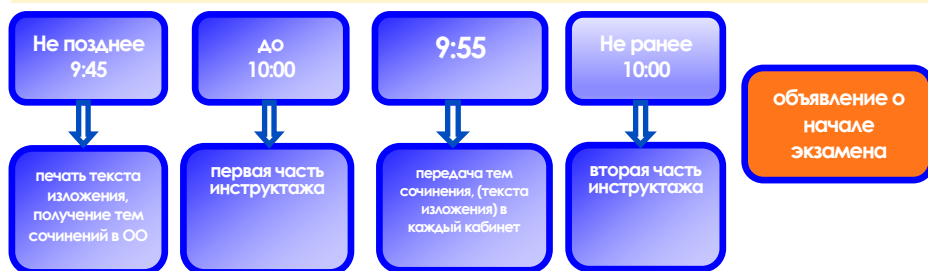 Не позднее
9:45
до
10:00
9:55
Не ранее
10:00
объявление о
начале
экзамена
печать текста
изложения,
получение тем
сочинений в ОО
первая часть
инструктажа
передача тем
сочинения, (текста
изложения) в
каждый кабинет
вторая часть
инструктажа